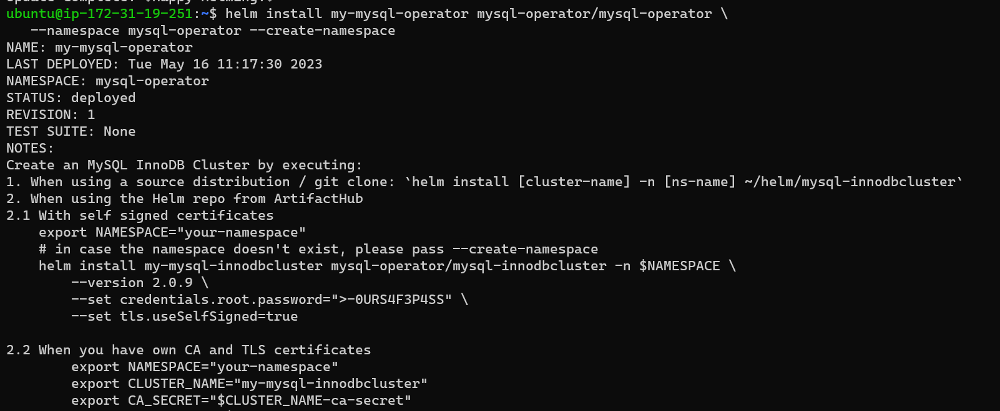 ubuntu@ip-172-31-19-251:~$ helm install my-mysql-operator mysql-operator/mysql-operator \
   --namespace mysql-operator --create-namespace
NAME: my-mysql-operator
LAST DEPLOYED: Tue May 16 11:17:30 2023
NAMESPACE: mysql-operator
STATUS: deployed
REVISION: 1
TEST SUITE: None
NOTES:
Create an MySQL InnoDB Cluster by executing:
1. When using a source distribution / git clone: `helm install [cluster-name] -n [ns-name] ~/helm/mysql-innodbcluster`
2. When using the Helm repo from ArtifactHub
2.1 With self signed certificates
    export NAMESPACE="your-namespace"
    # in case the namespace doesn't exist, please pass --create-namespace
    helm install my-mysql-innodbcluster mysql-operator/mysql-innodbcluster -n $NAMESPACE \
        --version 2.0.9 \
        --set credentials.root.password=">-0URS4F3P4SS" \
        --set tls.useSelfSigned=true

2.2 When you have own CA and TLS certificates
        export NAMESPACE="your-namespace"
        export CLUSTER_NAME="my-mysql-innodbcluster"
        export CA_SECRET="$CLUSTER_NAME-ca-secret"